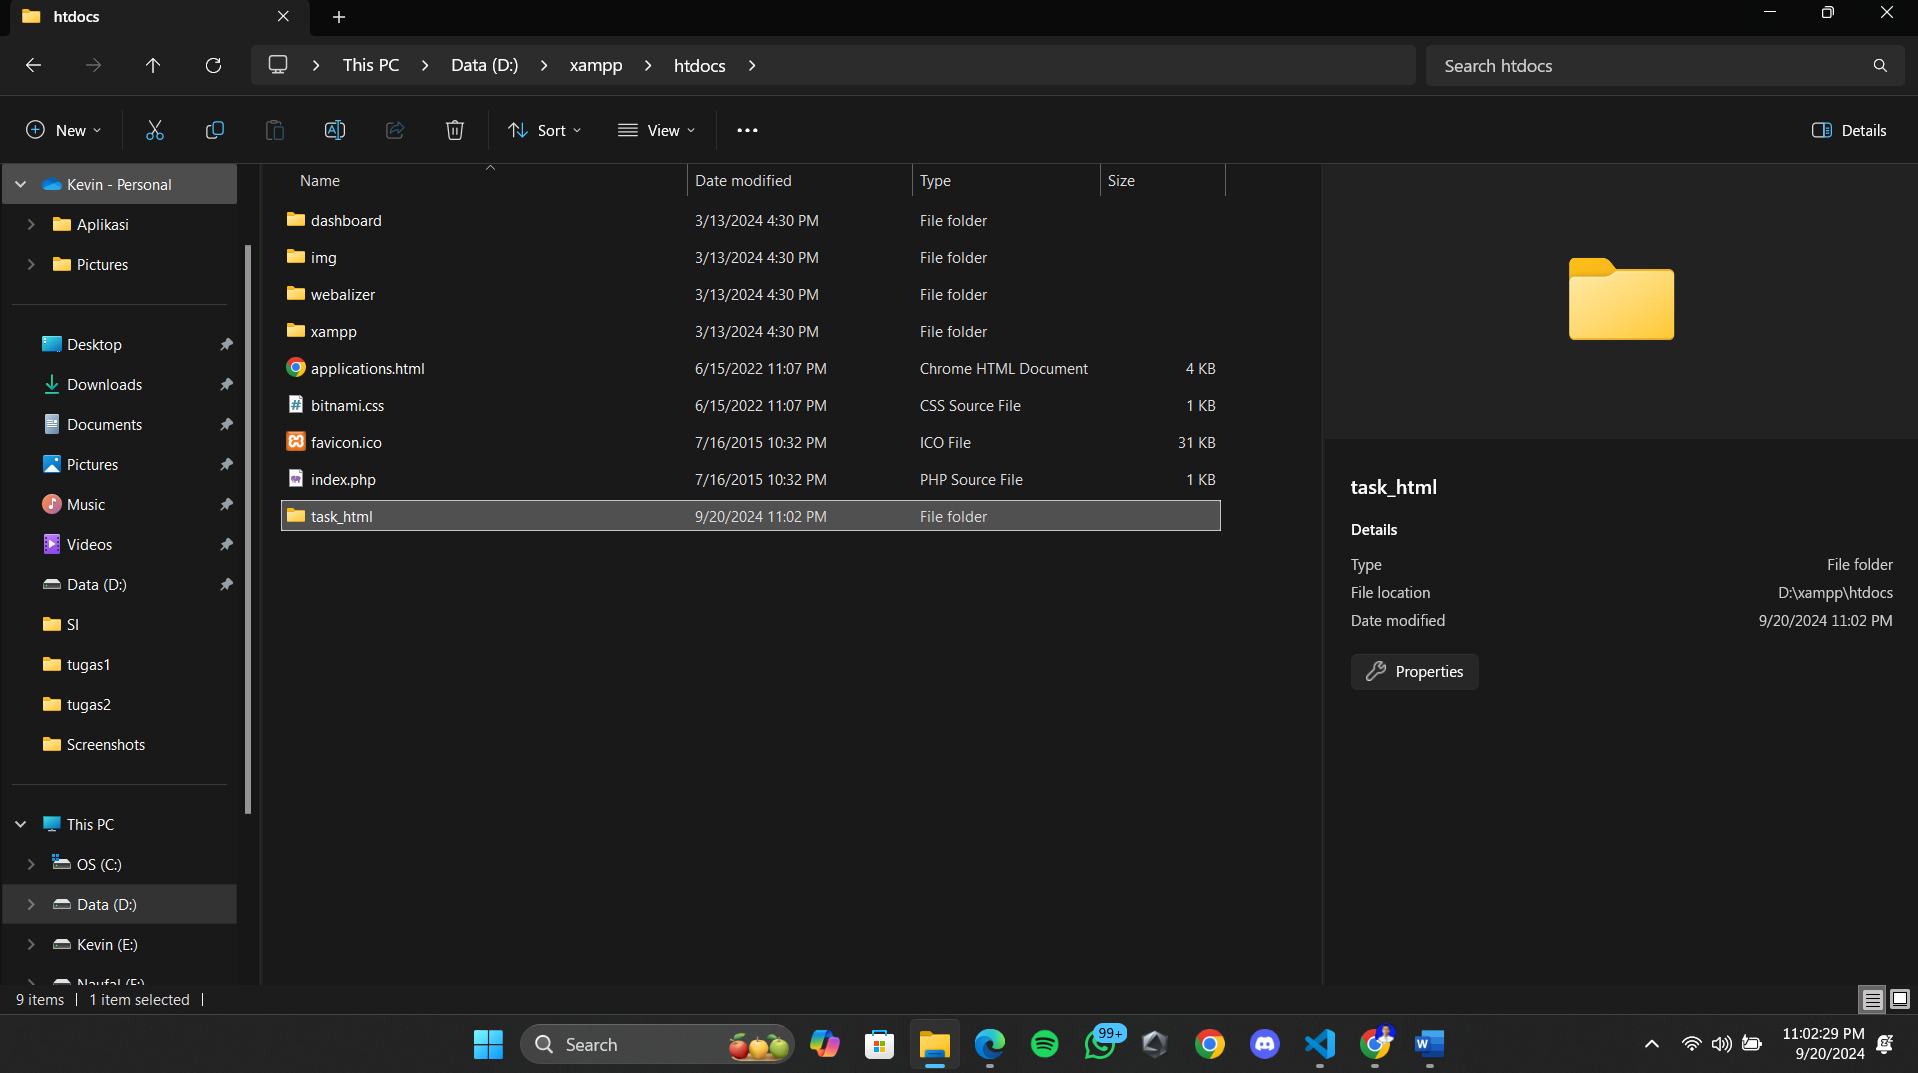 htdocs
This PC
Data (D:)
xampp
htdocs
Search htdocs
New
Sort
View
Details
Kevin - Personal
Aplikasi
Pictures
Desktop
Downloads
Documents
Pictures
Music
Videos
Data (D:)
SI
tugas1
tugas2
Screenshots
This PC
OS (C:)
Data (D:)
Kevin (E:)
Naufal (F:)
Name Date modified Type Size
dashboard 3/13/2024 4:30 PM File folder
img 3/13/2024 4:30 PM File folder
webalizer 3/13/2024 4:30 PM File folder
xampp 3/13/2024 4:30 PM File folder
applications.html 6/15/2022 11:07 PM Chrome HTML Document 4 KB
bitnami.css 6/15/2022 11:07 PM CSS Source File 1 KB
favicon.ico 7/16/2015 10:32 PM ICO File 31 KB
index.php 7/16/2015 10:32 PM PHP Source File 1 KB
task_html 9/20/2024 11:02 PM File folder
task_html
Details
Type File folder
File location D:\xampp\htdocs
Date modified 9/20/2024 11:02 PM
Properties
9 items 1 item selected
Search
99+
11:02:29 PM
9/20/2024